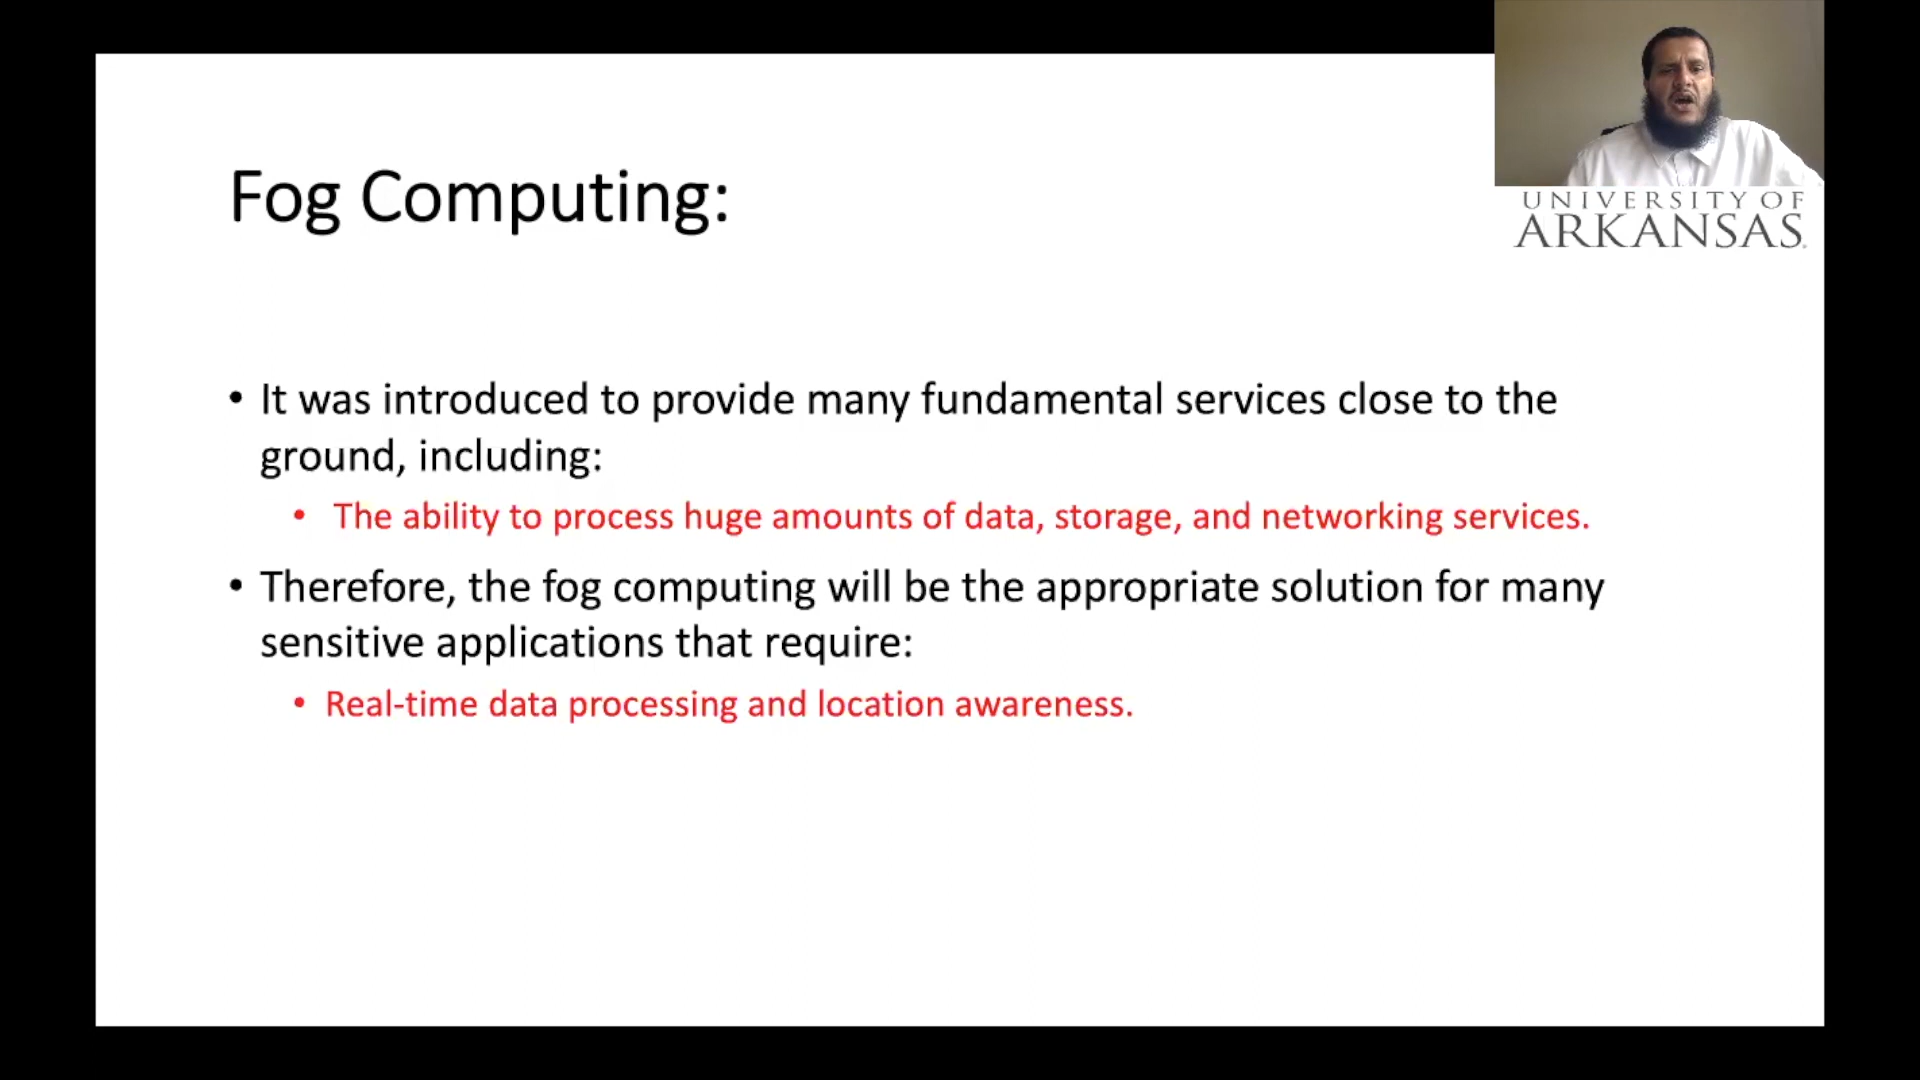 UNIVERSITY OF
ARKANSAS
Fog Computing:
• It was introduced to provide many fundamental services close to the
ground, including:
• The ability to process huge amounts of data, storage, and networking services.
• Therefore, the fog computing will be the appropriate solution for many
sensitive applications that require:
• Real-time data processing and location awareness.